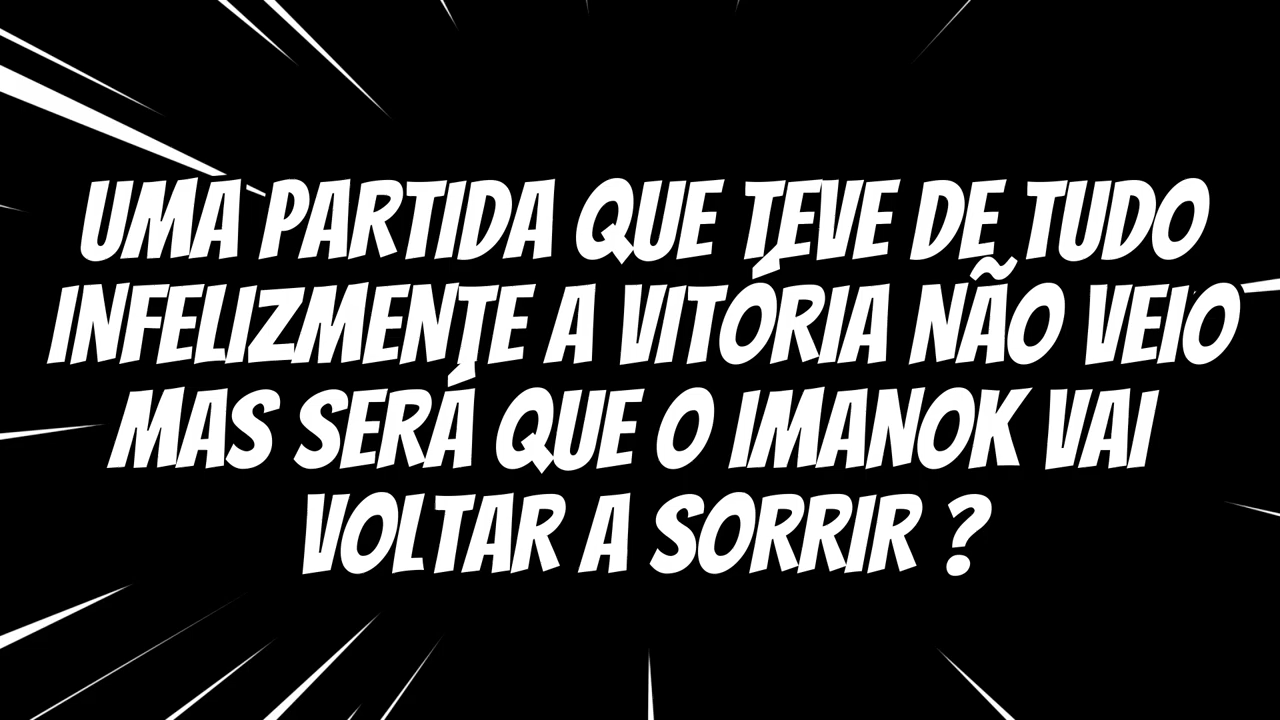 UMA PARTIDA QUE TEVE DE TUDO
INFELIZMENTE A VITÓRIA NÃO VEIO
MAS SERÁ QUE O IMANOK VAI
VOLTAR A SORRIR ?